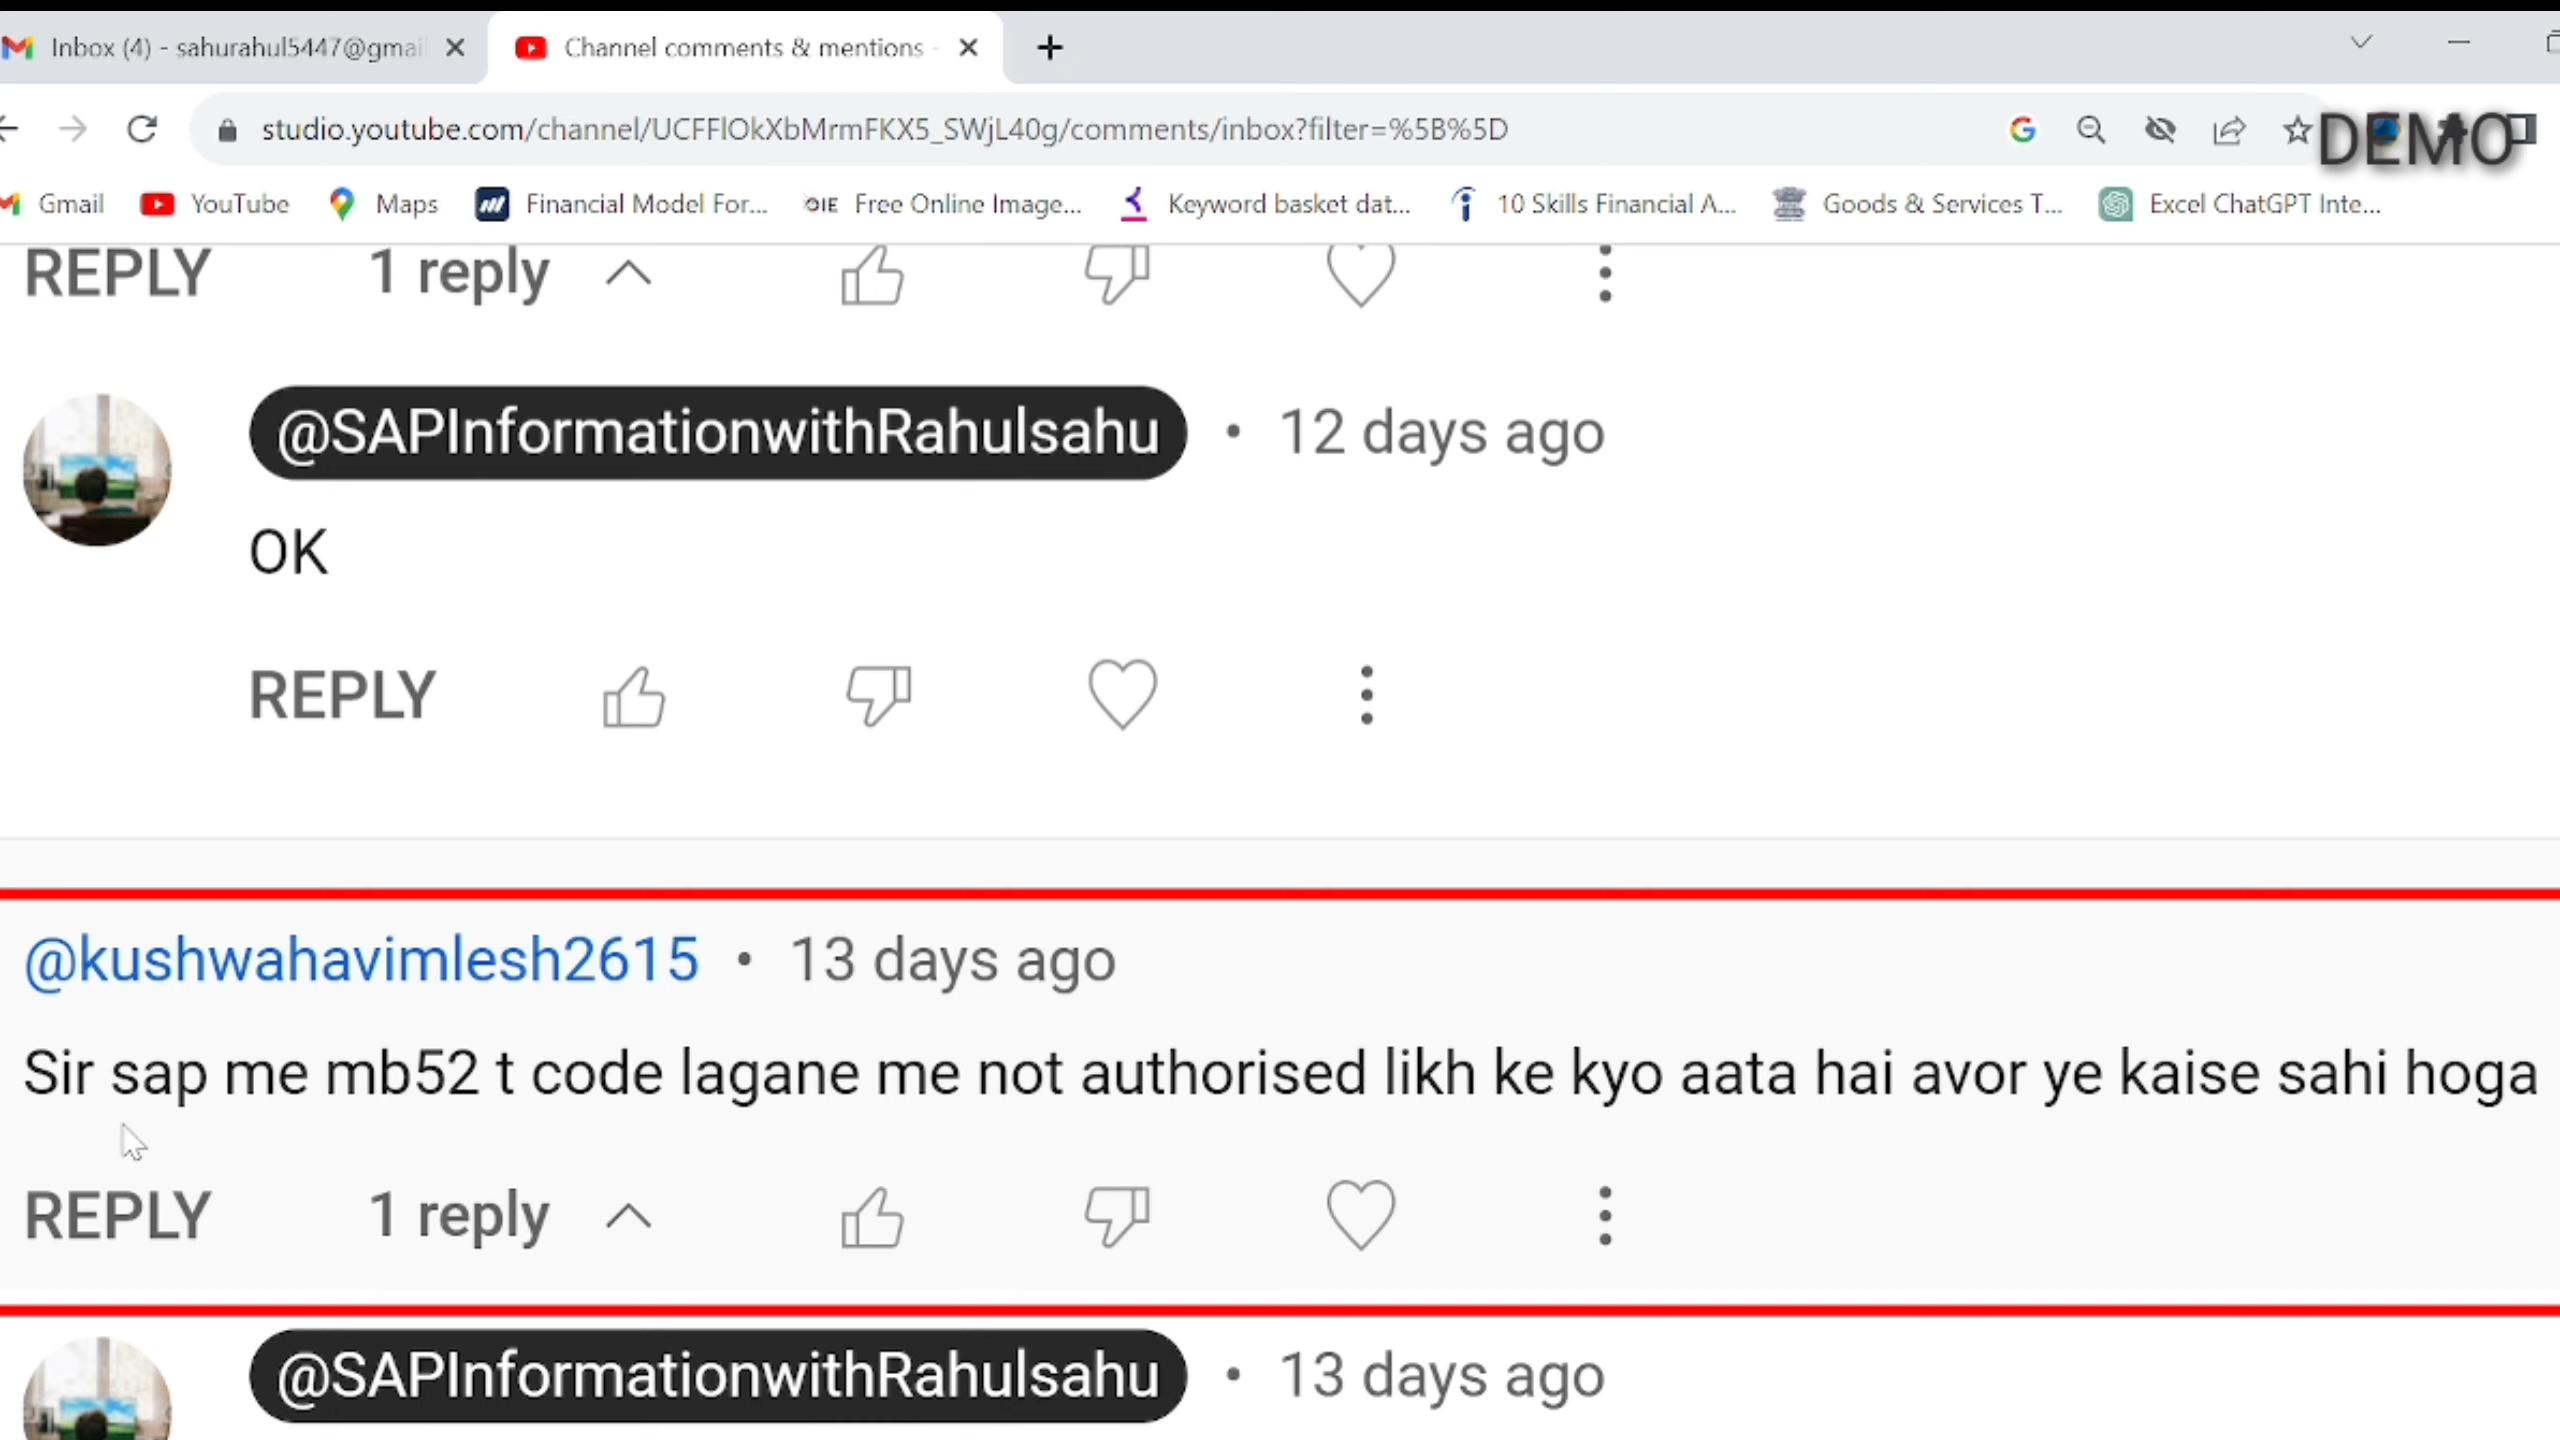 Inbox (4) - sahurahul5447@gmai
Channel comments & mentions -
studio.youtube.com/channel/UCFFlOkXbMrmFKX5_SWjL40g/comments/inbox?filter=%5B%5D
DEMO
Gmail YouTube Maps Financial Model For... OIE Free Online Image... Keyword basket dat... 10 Skills Financial A... Goods & Services T... Excel ChatGPT Inte...
REPLY 1 reply
@SAPInformationwithRahulsahu • 12 days ago
OK
REPLY
@kushwahavimlesh2615 • 13 days ago
Sir sap me mb52 t code lagane me not authorised likh ke kyo aata hai avor ye kaise sahi hoga
REPLY 1 reply
@SAPInformationwithRahulsahu • 13 days ago